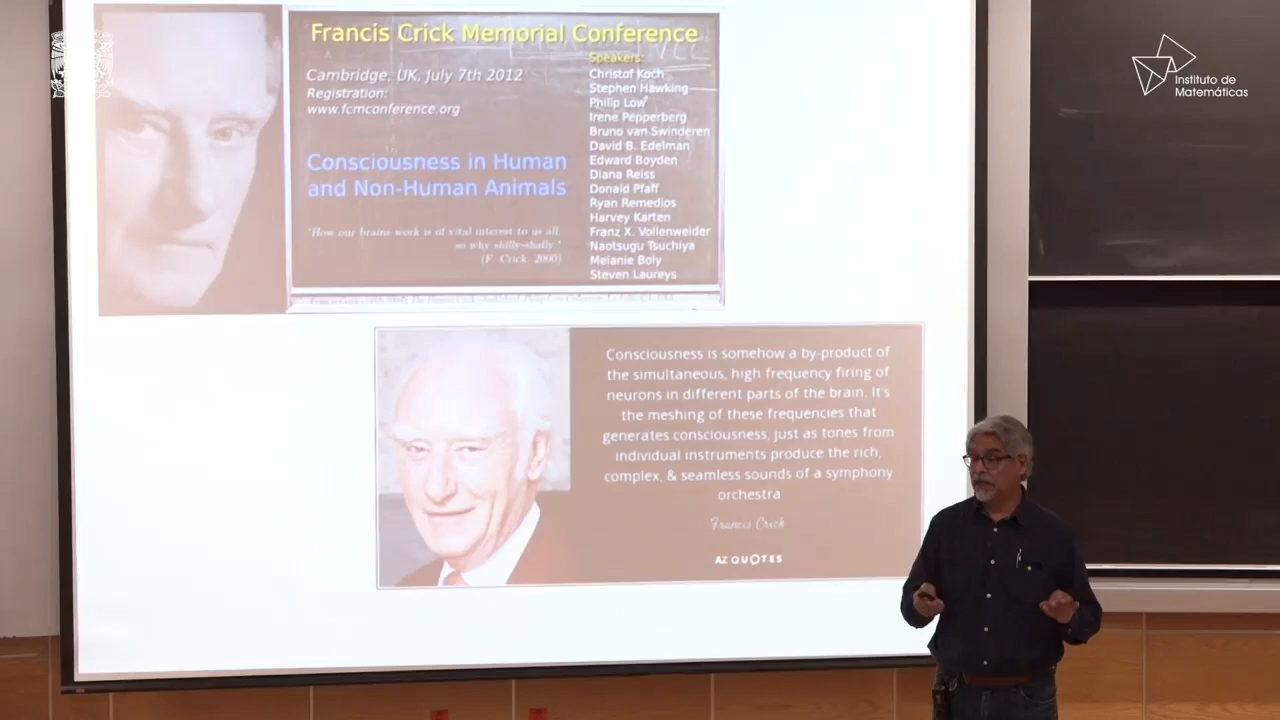 Francis Crick Memorial Conference
Cambridge, UK, July 7th 2012
Registration:
www.fcmconference.org
Consciousness in Human
and Non-Human Animals
"How our brains work is of vital interest to us all,
so why shilly-shally."
(F. Crick, 2000)
Speakers:
Christof Koch
Stephen Hawking
Philip Low
Irene Pepperberg
Bruno van Swinderen
David B. Edelman
Edward Boyden
Diana Reiss
Donald Pfaff
Ryan Remedios
Harvey Karten
Franz X. Vollenweider
Naotsugu Tsuchiya
Melanie Boly
Steven Laureys
Consciousness is somehow a by-product of
the simultaneous, high frequency firing of
neurons in different parts of the brain. It's
the meshing of these frequencies that
generates consciousness, just as tones from
individual instruments produce the rich,
complex, & seamless sounds of a symphony
orchestra
Francis Crick
AZ QUOTES
Instituto de
Matemáticas